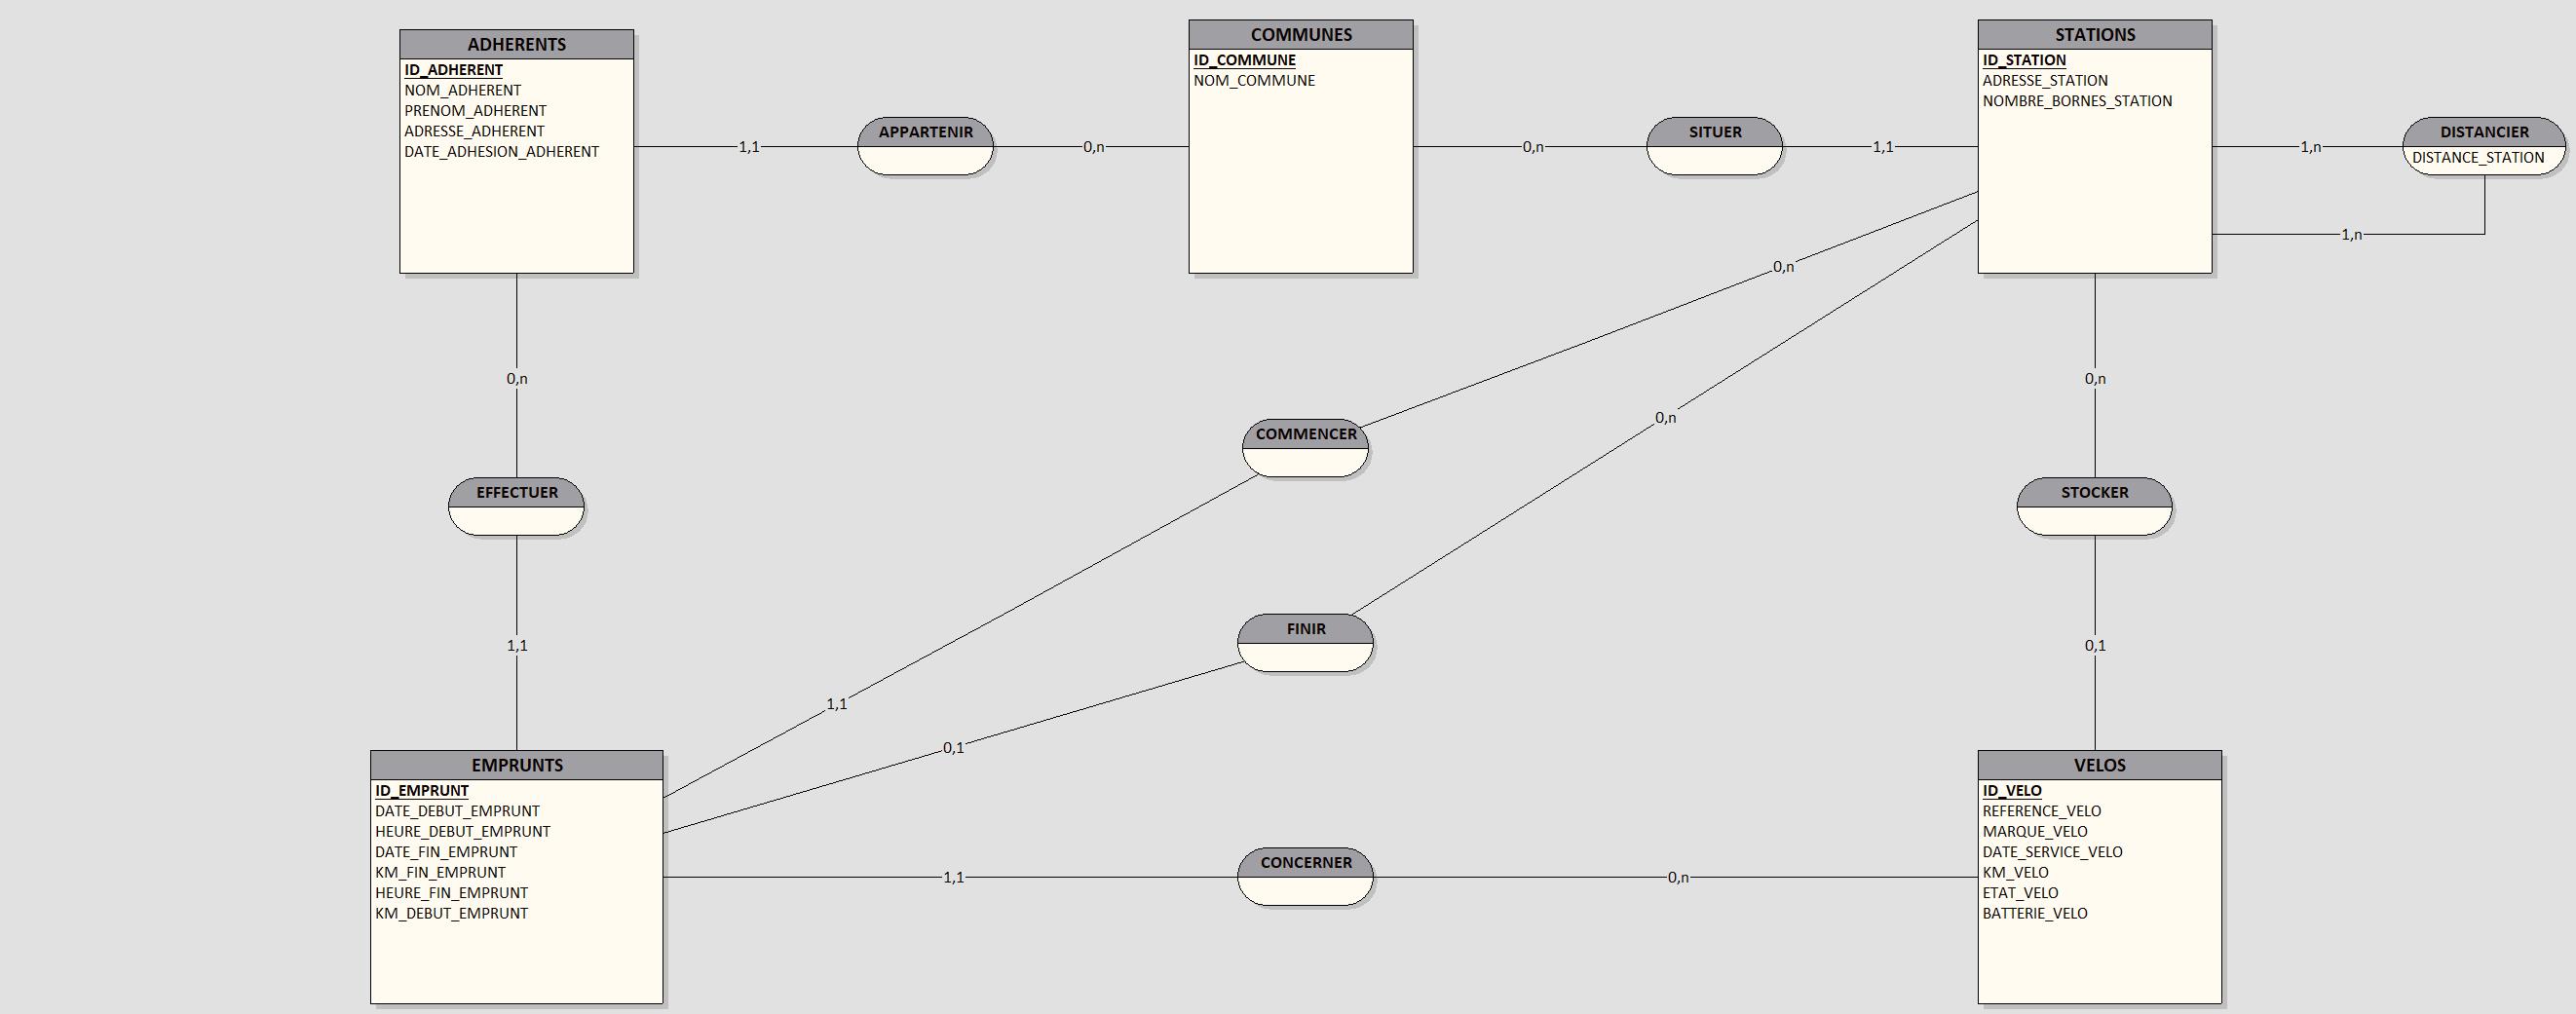 ADHERENTS
ID_ADHERENT
NOM_ADHERENT
PRENOM_ADHERENT
ADRESSE_ADHERENT
DATE_ADHESION_ADHERENT
1,1
APPARTENIR
0,n
COMMUNES
ID_COMMUNE
NOM_COMMUNE
0,n
SITUER
1,1
STATIONS
ID_STATION
ADRESSE_STATION
NOMBRE_BORNES_STATION
1,n
DISTANCIER
DISTANCE_STATION
1,n
0,n
0,n
0,n
0,n
COMMENCER
EFFECTUER
STOCKER
FINIR
1,1
0,1
1,1
0,1
EMPRUNTS
ID_EMPRUNT
DATE_DEBUT_EMPRUNT
HEURE_DEBUT_EMPRUNT
DATE_FIN_EMPRUNT
KM_FIN_EMPRUNT
HEURE_FIN_EMPRUNT
KM_DEBUT_EMPRUNT
1,1
CONCERNER
0,n
VELOS
ID_VELO
REFERENCE_VELO
MARQUE_VELO
DATE_SERVICE_VELO
KM_VELO
ETAT_VELO
BATTERIE_VELO